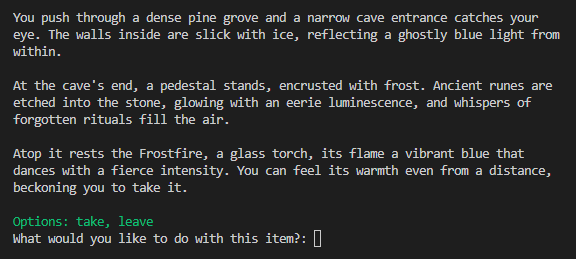 You push through a dense pine grove and a narrow cave entrance catches your
eye. The walls inside are slick with ice, reflecting a ghostly blue light from
within.
At the cave's end, a pedestal stands, encrusted with frost. Ancient runes are
etched into the stone, glowing with an eerie luminescence, and whispers of
forgotten rituals fill the air.
Atop it rests the Frostfire, a glass torch, its flame a vibrant blue that
dances with a fierce intensity. You can feel its warmth even from a distance,
beckoning you to take it.
Options: take, leave
What would you like to do with this item?: